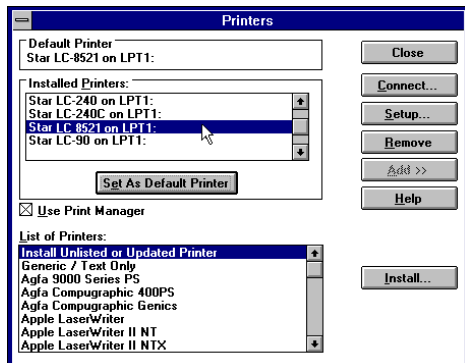 Printers
Default Printer
Star LC-8521 on LPT1:
Installed Printers:
Star LC-240 on LPT1:
Star LC-240C on LPT1:
Star LC 8521 on LPT1:
Star LC-90 on LPT1:
Set As Default Printer
Use Print Manager
List of Printers:
Install Unlisted or Updated Printer
Generic / Text Only
Agfa 9000 Series PS
Agfa Compugraphic 400PS
Agfa Compugraphic Genics
Apple LaserWriter
Apple LaserWriter II NT
Apple LaserWriter II NTX
Close
Connect...
Setup...
Remove
Add >>
Help
Install...